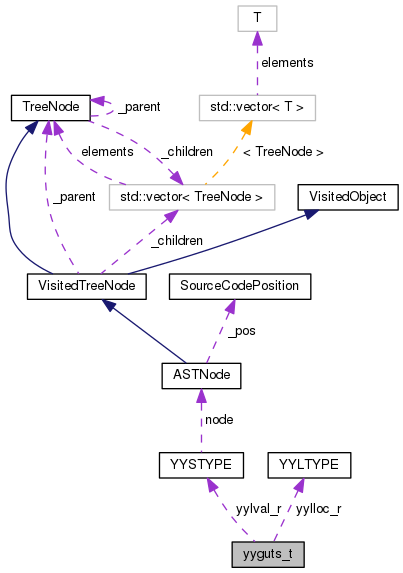 T
elements
TreeNode
_parent
std::vector< T >
elements
_children
< TreeNode >
std::vector< TreeNode >
VisitedObject
_parent
_children
VisitedTreeNode
SourceCodePosition
_pos
ASTNode
node
YYSTYPE
YYLTYPE
yylval_r
yylloc_r
yyguts_t